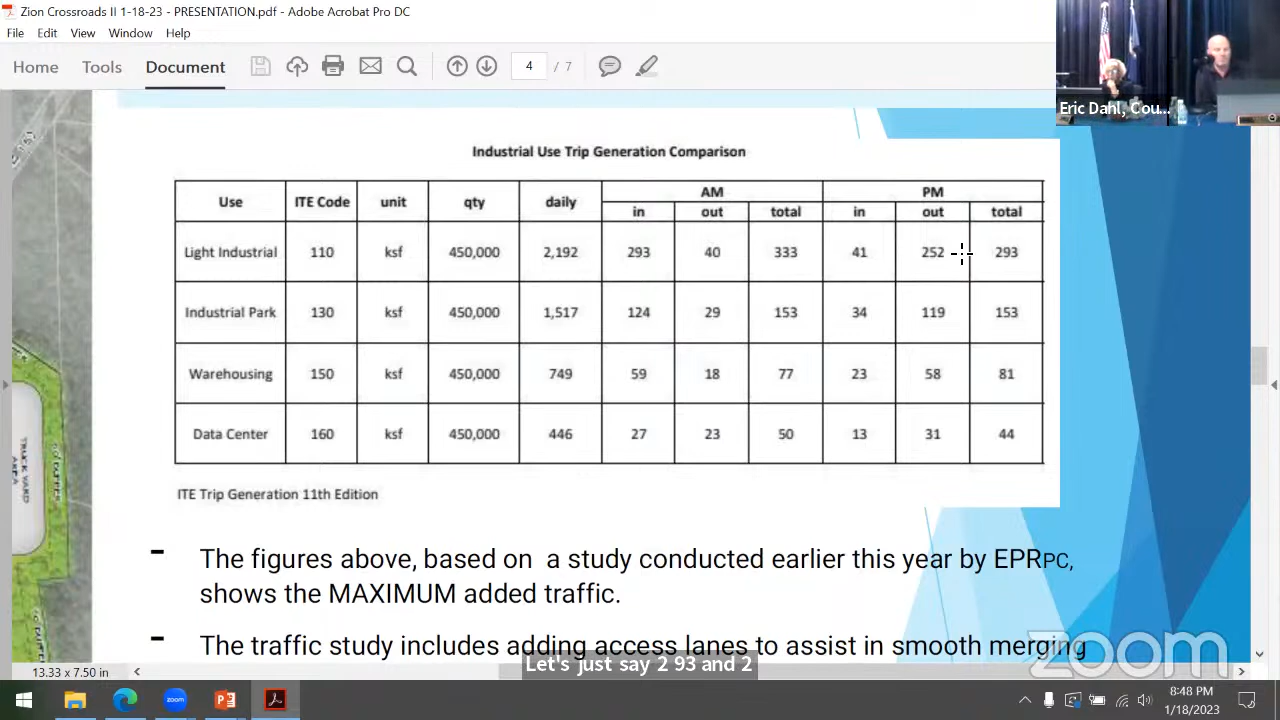 Zion Crossroads II 1-18-23 - PRESENTATION.pdf - Adobe Acrobat Pro DC
File Edit View Window Help
Home Tools Document 4 / 7
Eric Dahl, Cou...
Industrial Use Trip Generation Comparison
Use ITE Code unit qty daily AM PM
in out total in out total
Light Industrial 110 ksf 450,000 2,192 293 40 333 41 252 293
Industrial Park 130 ksf 450,000 1,517 124 29 153 34 119 153
Warehousing 150 ksf 450,000 749 59 18 77 23 58 81
Data Center 160 ksf 450,000 446 27 23 50 13 31 44
ITE Trip Generation 11th Edition
TRUCK YARD
AREA
- The figures above, based on a study conducted earlier this year by EPRPC,
shows the MAXIMUM added traffic.
- The traffic study includes adding access lanes to assist in smooth merging
zoom
Let's just say 2 93 and 2
13.33 x 7.50 in
zoom
8:48 PM
1/18/2023